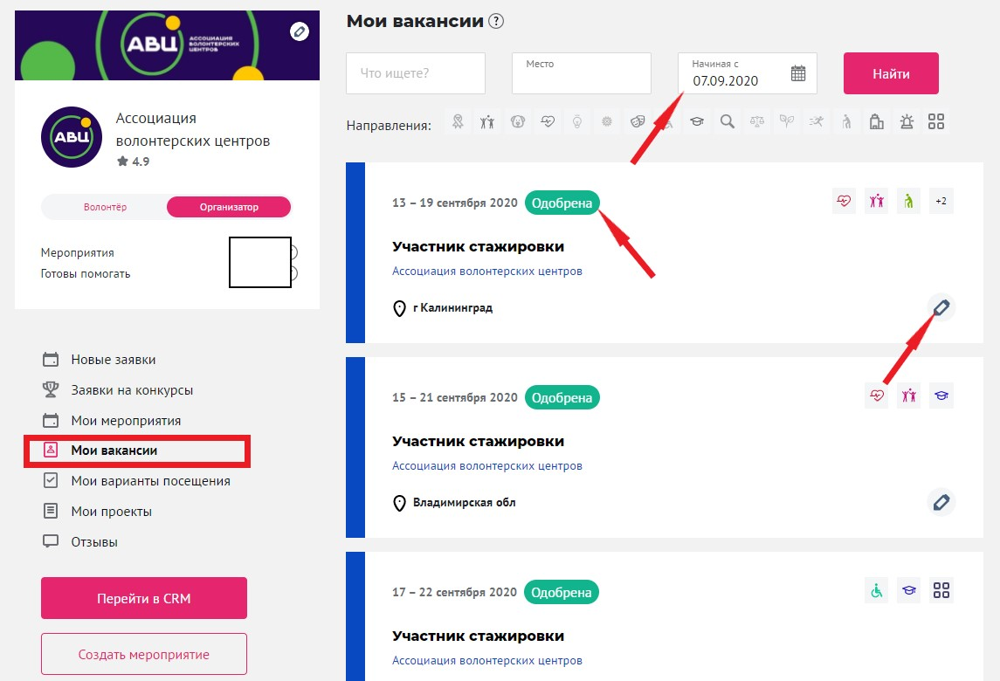 АВЦ
АССОЦИАЦИЯ
ВОЛОНТЕРСКИХ
ЦЕНТРОВ
АВЦ
Ассоциация
волонтерских центров
4.9
Волонтёр
Организатор
Мероприятия
Готовы помогать
Новые заявки
Заявки на конкурсы
Мои мероприятия
Мои вакансии
Мои варианты посещения
Мои проекты
Отзывы
Перейти в CRM
Создать мероприятие
Мои вакансии ?
Что ищете?
Место
Начиная с
07.09.2020
Найти
Направления:
13 – 19 сентября 2020 Одобрена
+2
Участник стажировки
Ассоциация волонтерских центров
г Калининград
15 – 21 сентября 2020 Одобрена
Участник стажировки
Ассоциация волонтерских центров
Владимирская обл
17 – 22 сентября 2020 Одобрена
Участник стажировки
Ассоциация волонтерских центров